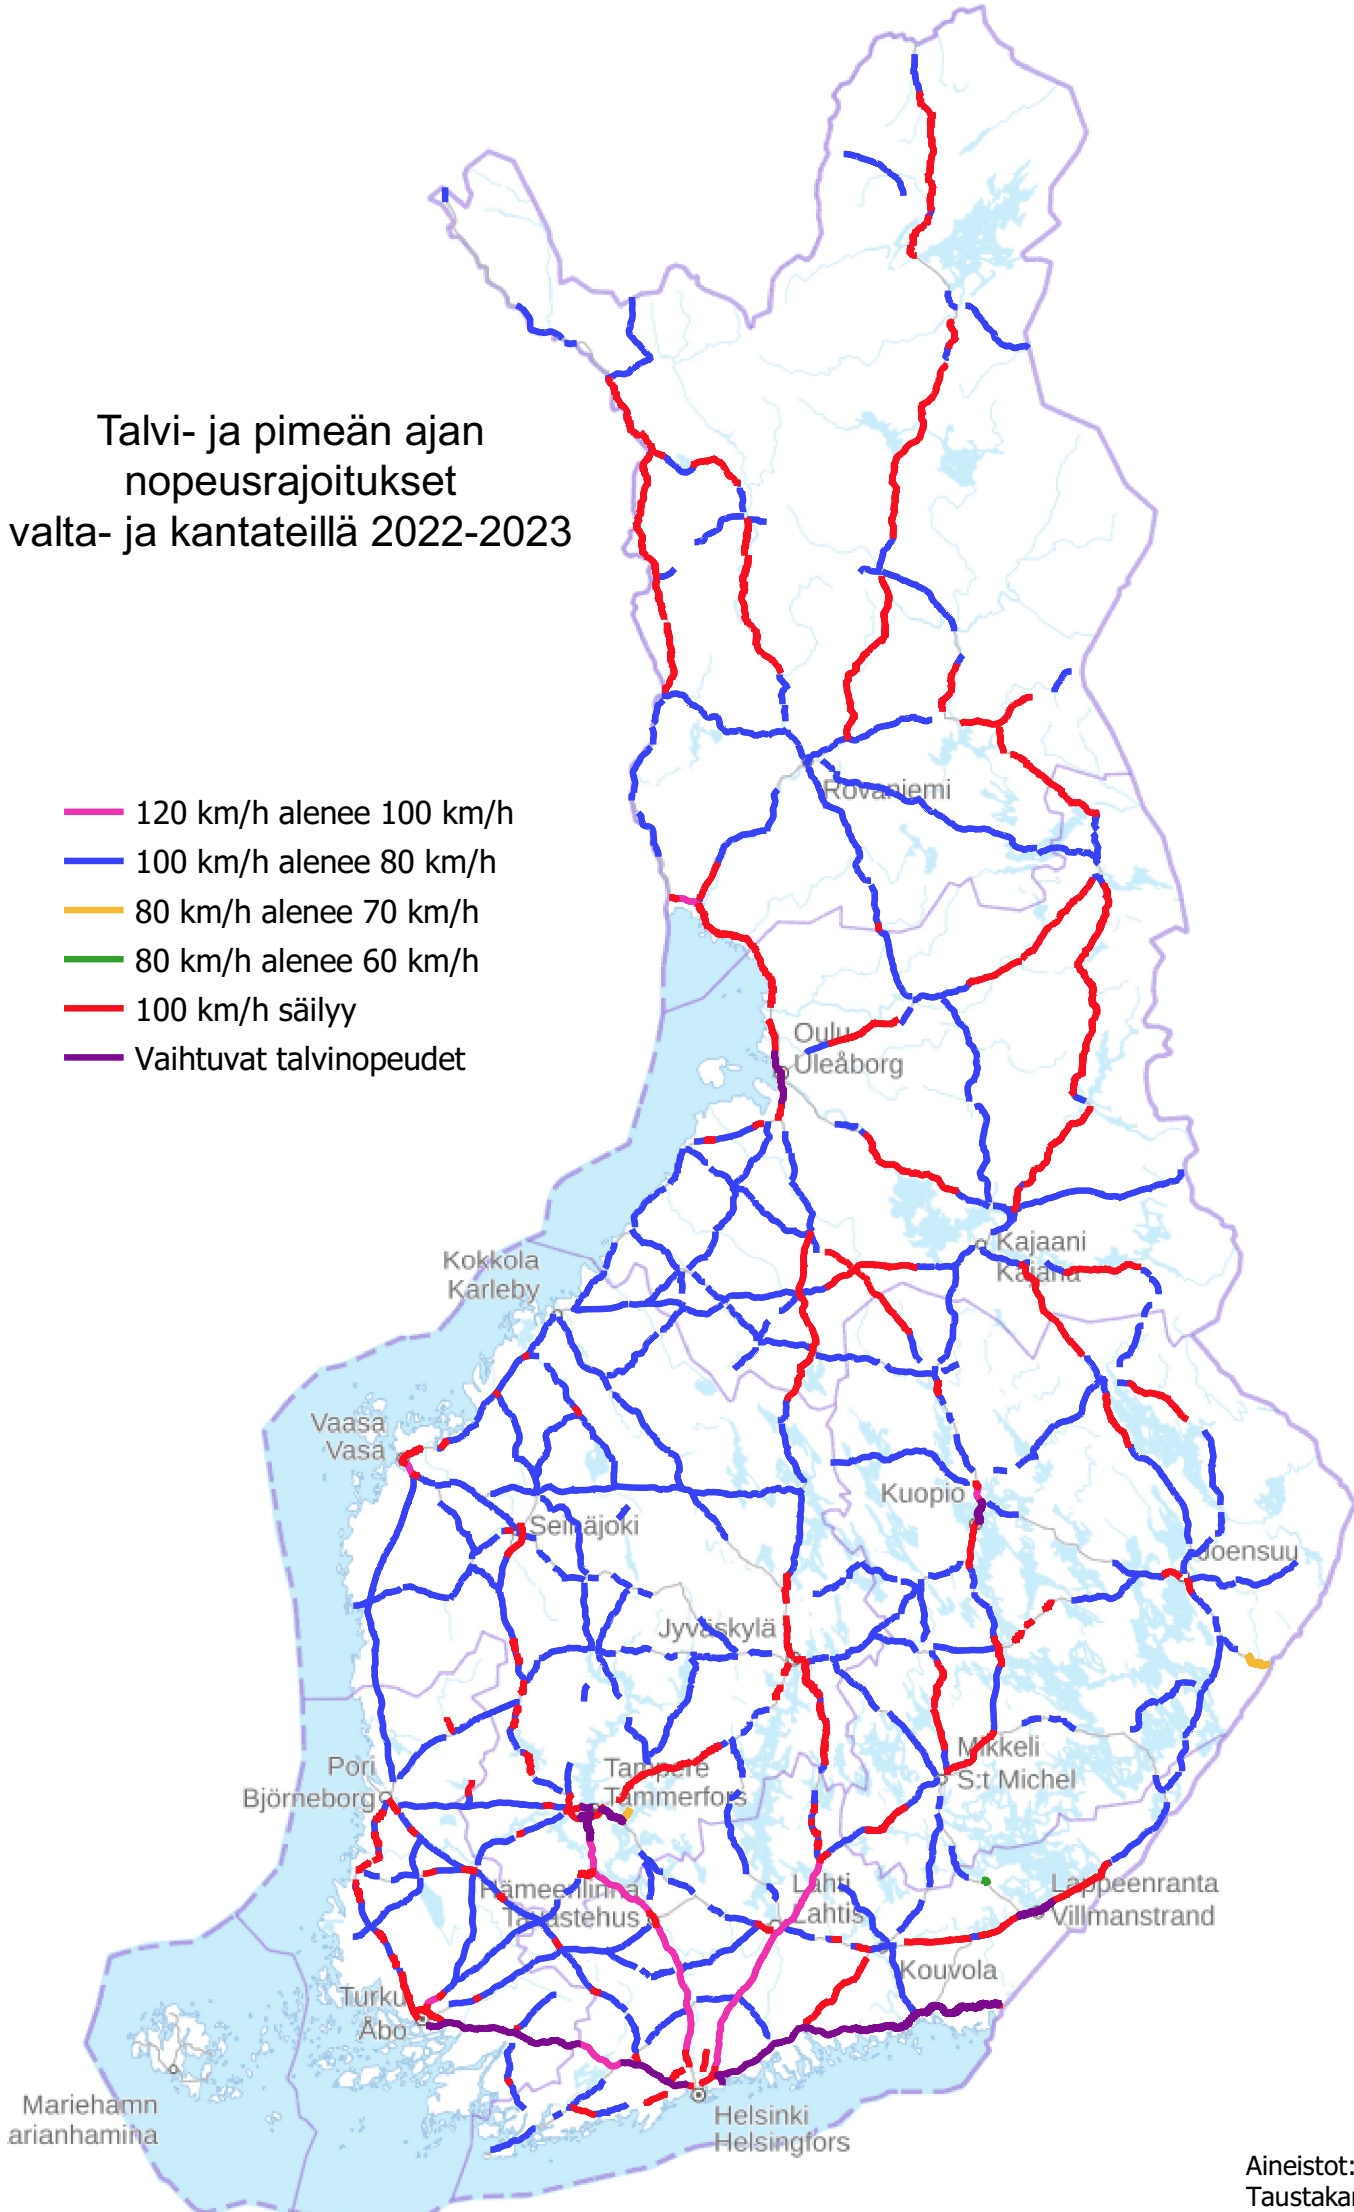 Talvi- ja pimeän ajan
nopeusrajoitukset
valta- ja kantateillä 2022-2023
120 km/h alenee 100 km/h
100 km/h alenee 80 km/h
80 km/h alenee 70 km/h
80 km/h alenee 60 km/h
100 km/h säilyy
Vaihtuvat talvinopeudet
Rovaniemi
Oulu
Uleåborg
Kajaani
Kajana
Kokkola
Karleby
Vaasa
Vasa
Kuopio
Seinäjoki
Joensuu
Jyväskylä
Mikkeli
S:t Michel
Pori
Björneborg
Tampere
Tammerfors
Hämeenlinna
Tavastehus
Lahti
Lahtis
Lappeenranta
Villmanstrand
Kouvola
Turku
Åbo
Mariehamn
arianhamina
Helsinki
Helsingfors
Aineistot:
Taustakar